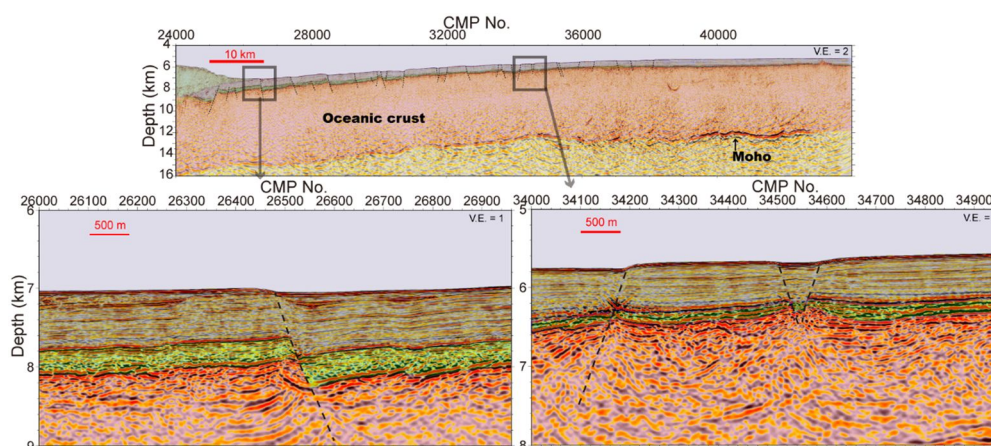 CMP No.
24000 28000 32000 36000 40000
4
6
8
10
12
14
16
Depth (km)
10 km
V.E. = 2
Oceanic crust
Moho
CMP No.
26000 26100 26200 26300 26400 26500 26600 26700 26800 26900
6
7
8
9
Depth (km)
500 m
V.E. = 1
CMP No.
34000 34100 34200 34300 34400 34500 34600 34700 34800 34900
5
6
7
8
Depth (km)
500 m